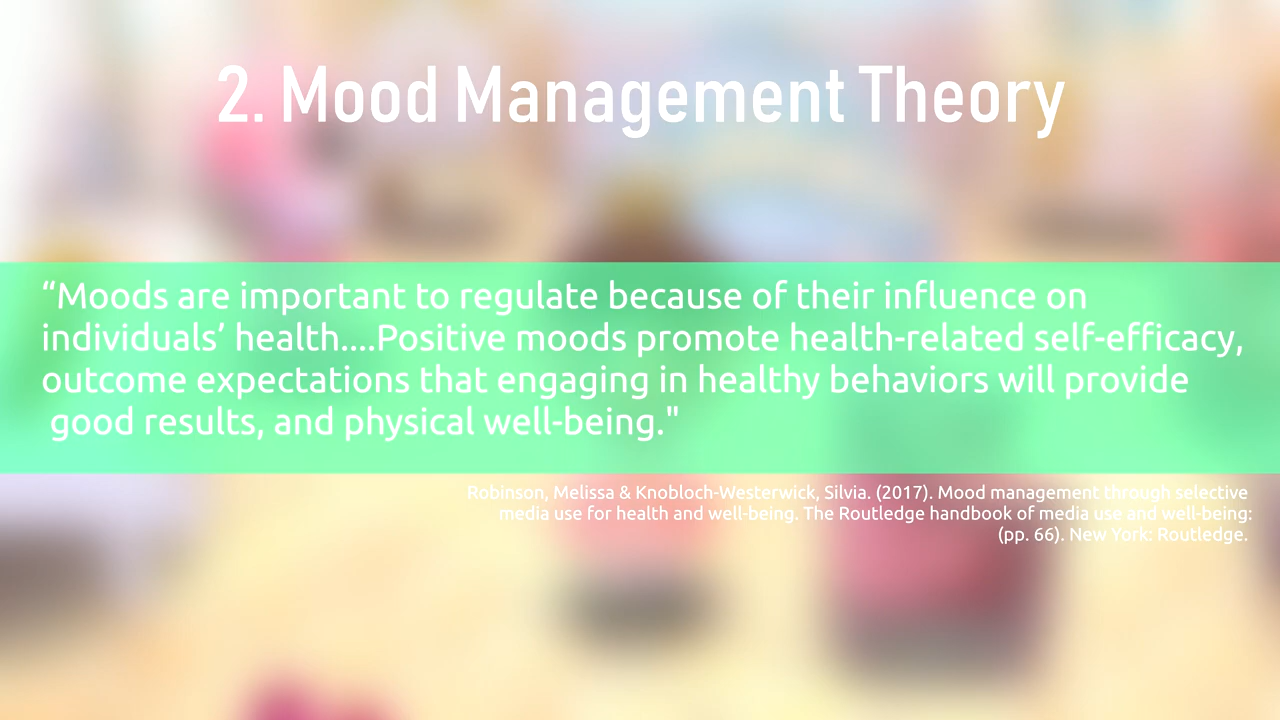 2. Mood Management Theory
“Moods are important to regulate because of their influence on
individuals’ health....Positive moods promote health-related self-efficacy,
outcome expectations that engaging in healthy behaviors will provide
good results, and physical well-being."
Robinson, Melissa & Knobloch-Westerwick, Silvia. (2017). Mood management through selective
media use for health and well-being. The Routledge handbook of media use and well-being:
(pp. 66). New York: Routledge.